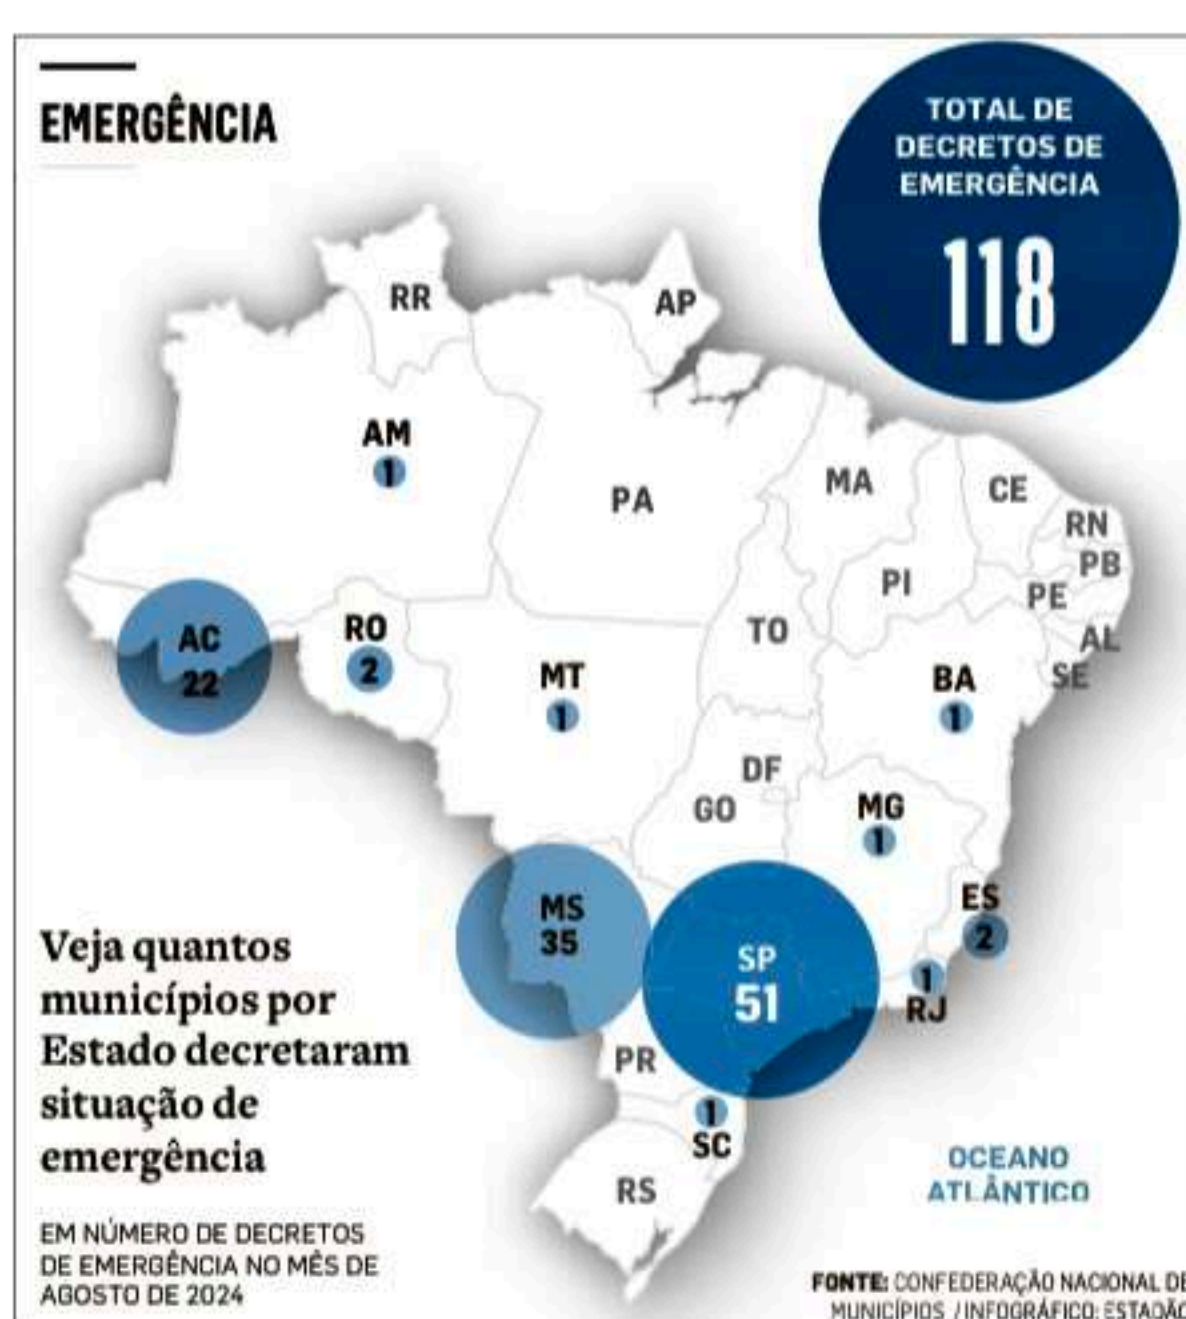 EMERGÊNCIA
TOTAL DE
DECRETOS DE
EMERGÊNCIA
118
RR
AP
AM
1
PA
MA
CE
RN
PB
PE
PI
AL
SE
TO
AC
22
RO
2
MT
1
BA
1
DF
GO
MG
1
MS
35
SP
51
ES
2
1
RJ
PR
1
SC
RS
Veja quantos
municípios por
Estado decretaram
situação de
emergência
EM NÚMERO DE DECRETOS
DE EMERGÊNCIA NO MÊS DE
AGOSTO DE 2024
OCEANO
ATLÂNTICO
FONTE: CONFEDERAÇÃO NACIONAL DE
MUNICÍPIOS / INFOGRÁFICO: ESTADÃO